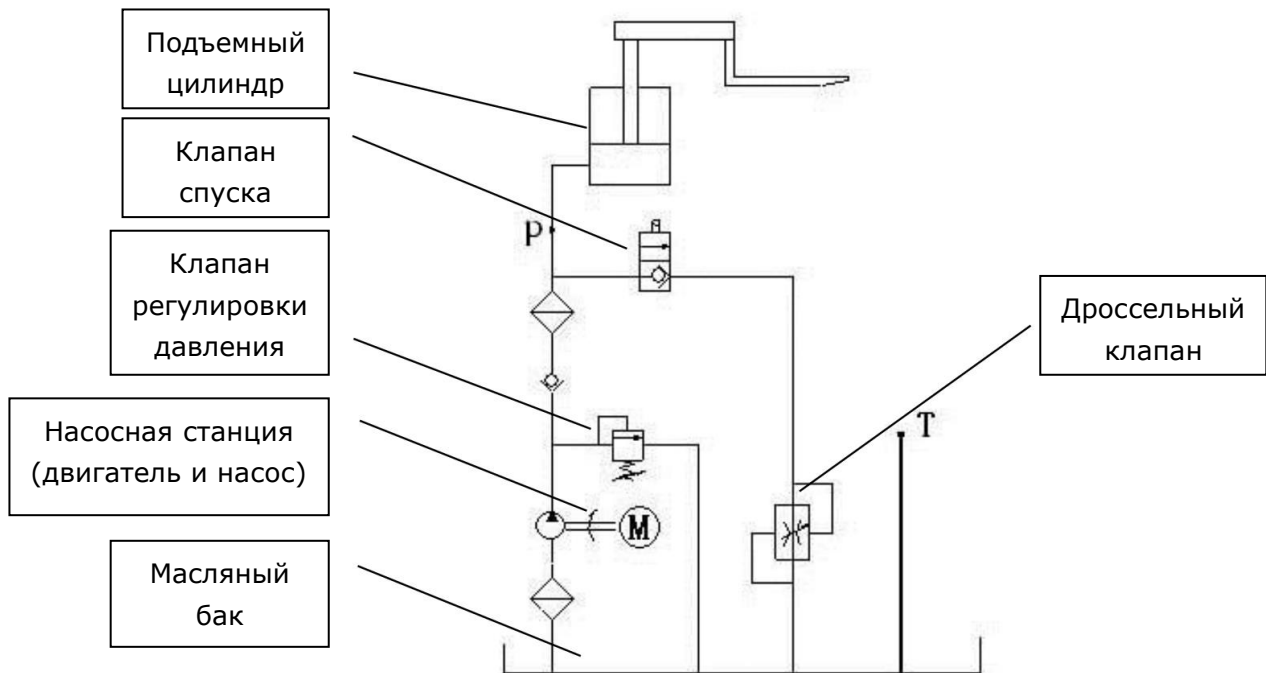 Подъемный
цилиндр
Клапан
спуска
Клапан
регулировки
давления
Насосная станция
(двигатель и насос)
Масляный
бак
P
M
T
Дроссельный
клапан